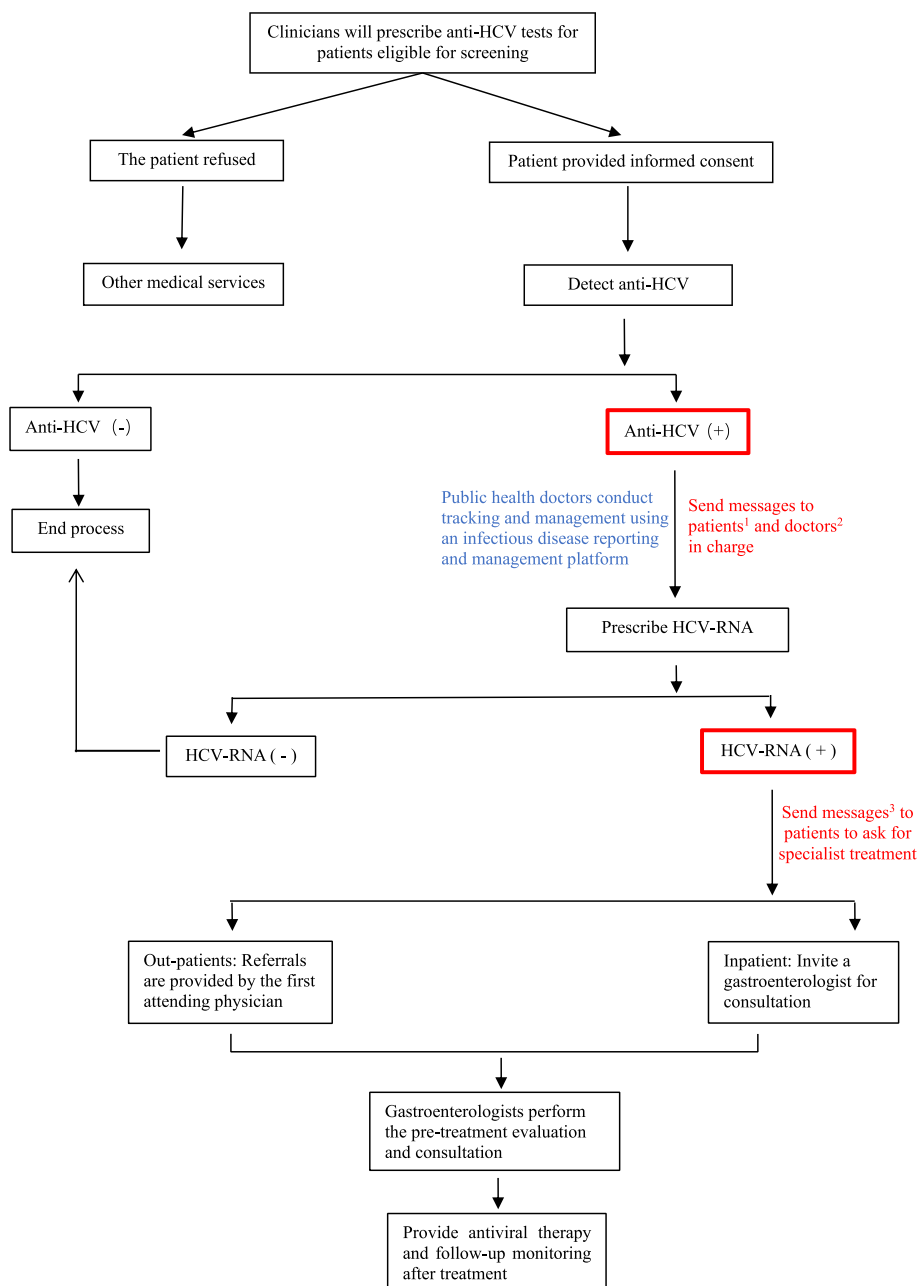 Clinicians will prescribe anti-HCV tests for
patients eligible for screening
The patient refused
Patient provided informed consent
Other medical services
Detect anti-HCV
Anti-HCV (-)
Anti-HCV (+)
End process
Public health doctors conduct
tracking and management using
an infectious disease reporting
and management platform
Send messages to
patients¹ and doctors²
in charge
Prescribe HCV-RNA
HCV-RNA ( - )
HCV-RNA ( + )
Send messages³ to
patients to ask for
specialist treatment
Out-patients: Referrals
are provided by the first
attending physician
Inpatient: Invite a
gastroenterologist for
consultation
Gastroenterologists perform
the pre-treatment evaluation
and consultation
Provide antiviral therapy
and follow-up monitoring
after treatment